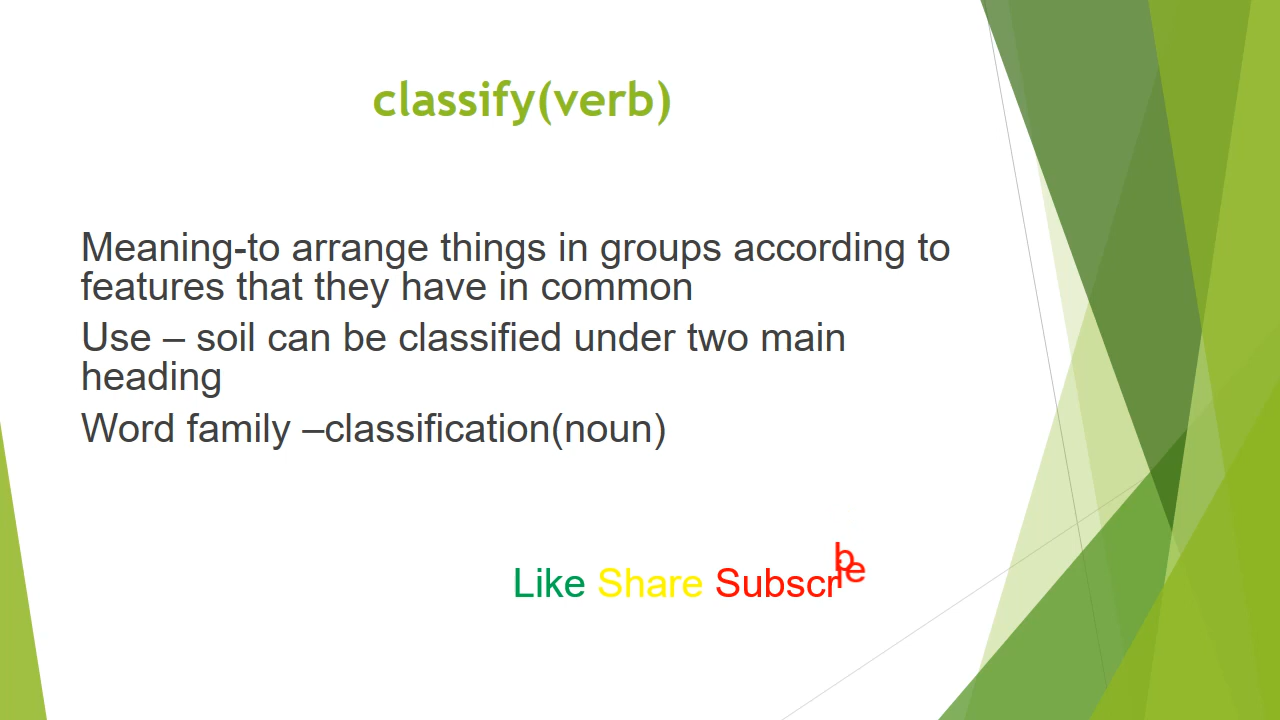 classify(verb)
Meaning-to arrange things in groups according to
features that they have in common
Use – soil can be classified under two main
heading
Word family –classification(noun)
Like Share Subscribe